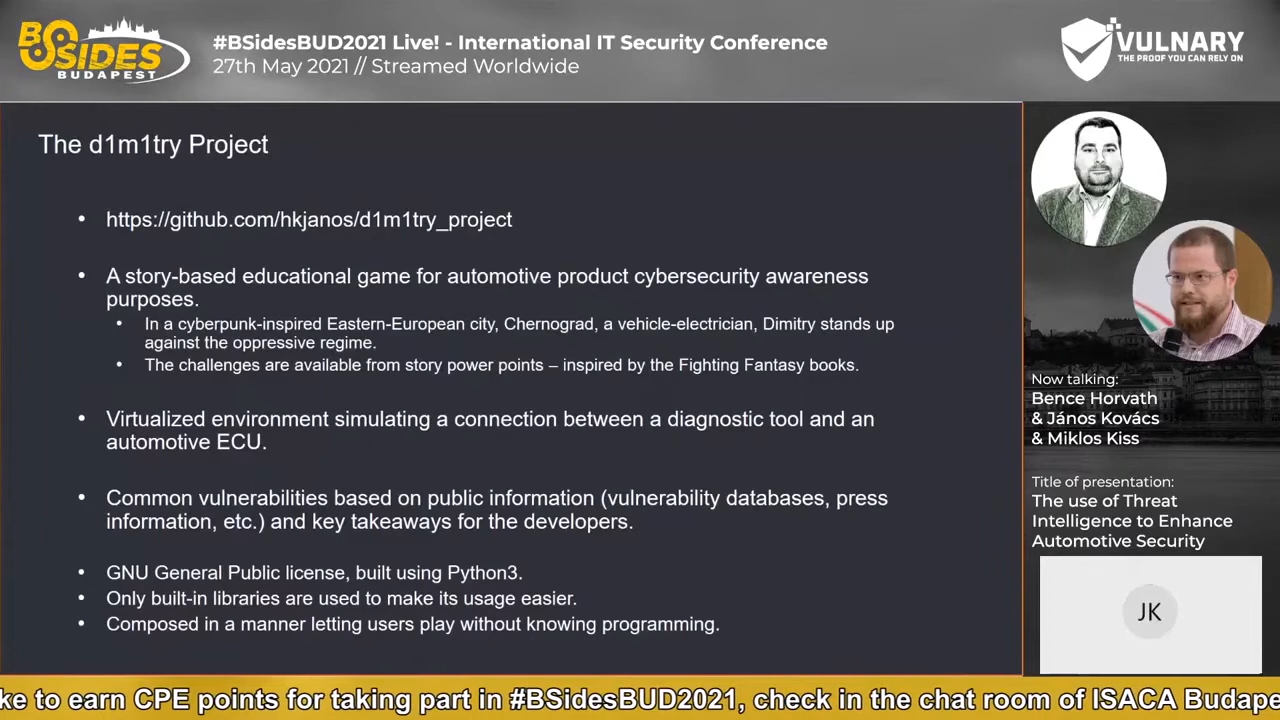 BSIDES
BUDAPEST
#BSidesBUD2021 Live! - International IT Security Conference
27th May 2021 // Streamed Worldwide
VULNARY
THE PROOF YOU CAN RELY ON
The d1m1try Project
• https://github.com/hkjanos/d1m1try_project
• A story-based educational game for automotive product cybersecurity awareness
purposes.
• In a cyberpunk-inspired Eastern-European city, Chernograd, a vehicle-electrician, Dimitry stands up
against the oppressive regime.
• The challenges are available from story power points – inspired by the Fighting Fantasy books.
• Virtualized environment simulating a connection between a diagnostic tool and an
automotive ECU.
• Common vulnerabilities based on public information (vulnerability databases, press
information, etc.) and key takeaways for the developers.
• GNU General Public license, built using Python3.
• Only built-in libraries are used to make its usage easier.
• Composed in a manner letting users play without knowing programming.
Now talking:
Bence Horvath
& János Kovács
& Miklos Kiss
Title of presentation:
The use of Threat
Intelligence to Enhance
Automotive Security
JK
ke to earn CPE points for taking part in #BSidesBUD2021, check in the chat room of ISACA Budape